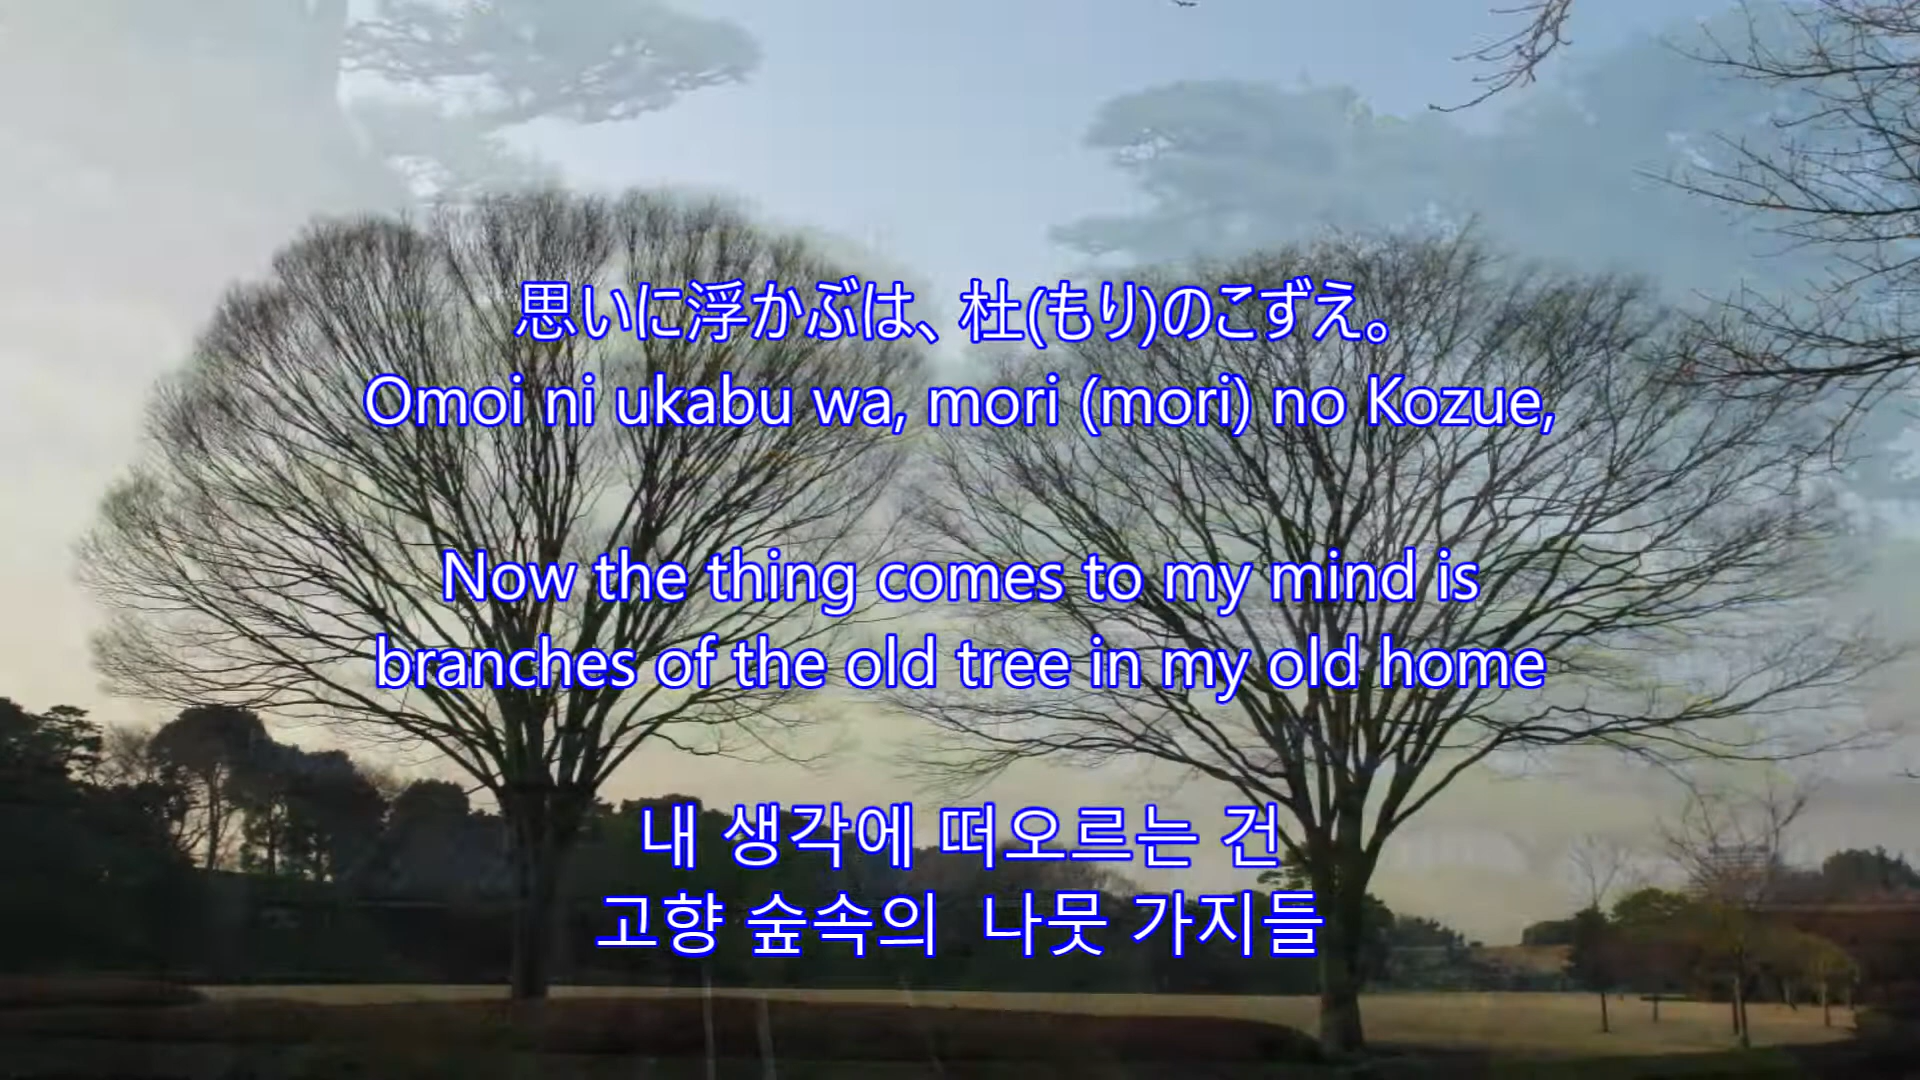 思いに浮かぶは、杜(もり)のこずえ。
Omoi ni ukabu wa, mori (mori) no Kozue,
Now the thing comes to my mind is
branches of the old tree in my old home
내 생각에 떠오르는 건
고향 숲속의  나뭇 가지들